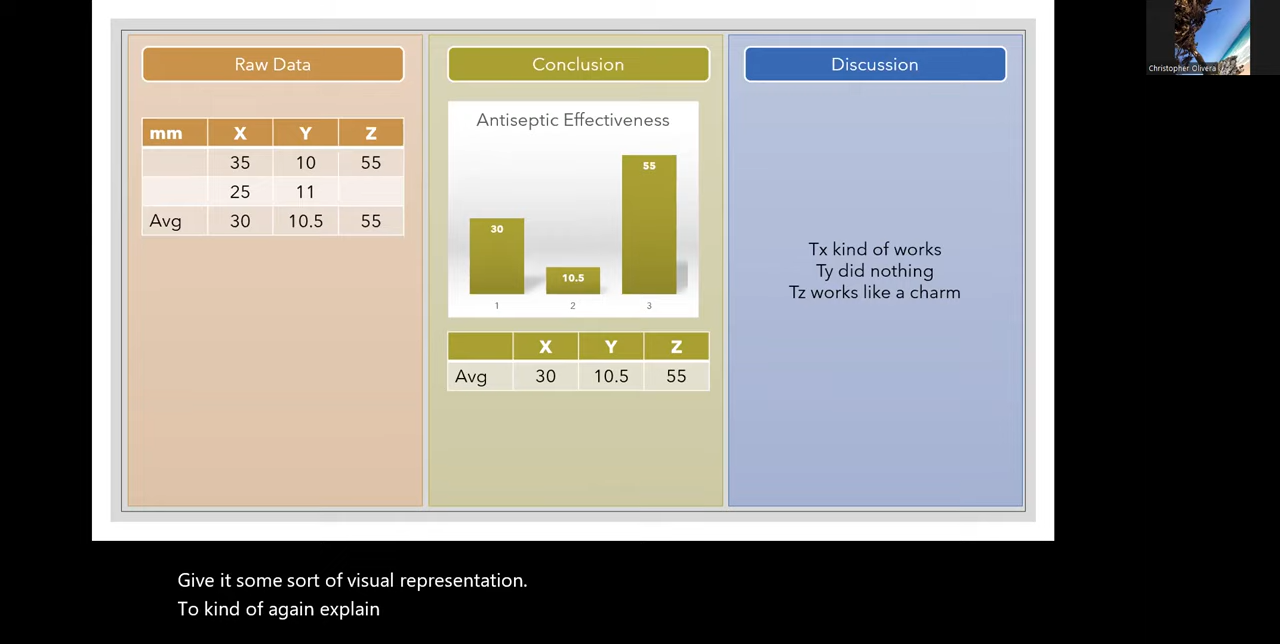 Raw Data
mm X Y Z
35 10 55
25 11
Avg 30 10.5 55
Conclusion
Antiseptic Effectiveness
30
10.5
55
1 2 3
X Y Z
Avg 30 10.5 55
Discussion
Tx kind of works
Ty did nothing
Tz works like a charm
Christopher Olivera
Give it some sort of visual representation.
To kind of again explain